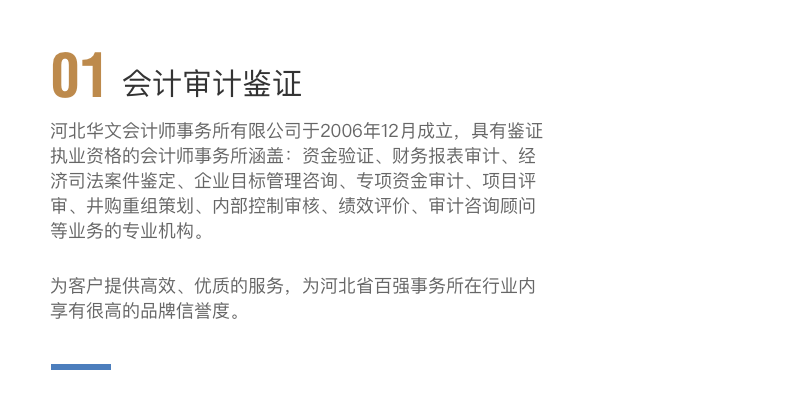 01 会计审计鉴证
河北华文会计师事务所有限公司于2006年12月成立，具有鉴证
执业资格的会计师事务所涵盖：资金验证、财务报表审计、经
济司法案件鉴定、企业目标管理咨询、专项资金审计、项目评
审、井购重组策划、内部控制审核、绩效评价、审计咨询顾问
等业务的专业机构。
为客户提供高效、优质的服务，为河北省百强事务所在行业内
享有很高的品牌信誉度。